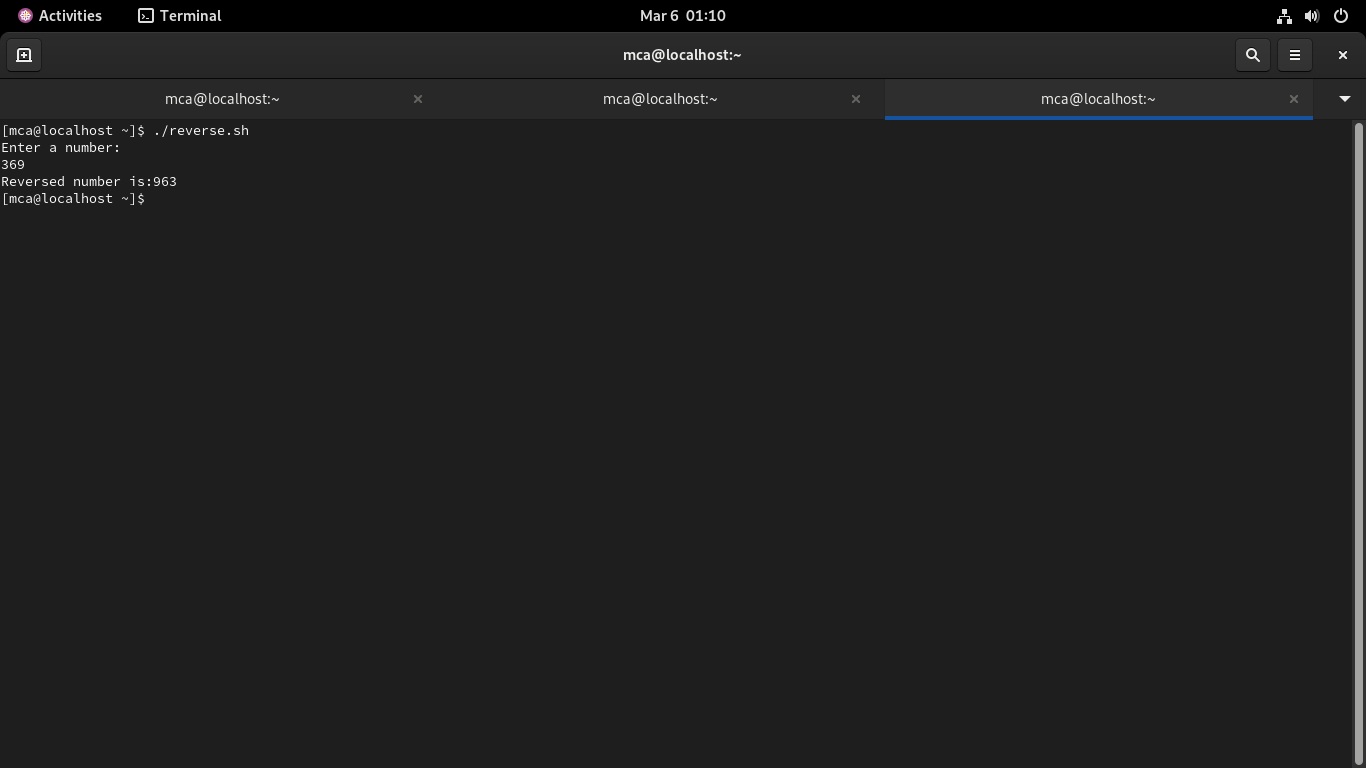 Activities Terminal Mar 6 01:10
mca@localhost:~
mca@localhost:~ mca@localhost:~ mca@localhost:~
[mca@localhost ~]$ ./reverse.sh
Enter a number:
369
Reversed number is:963
[mca@localhost ~]$